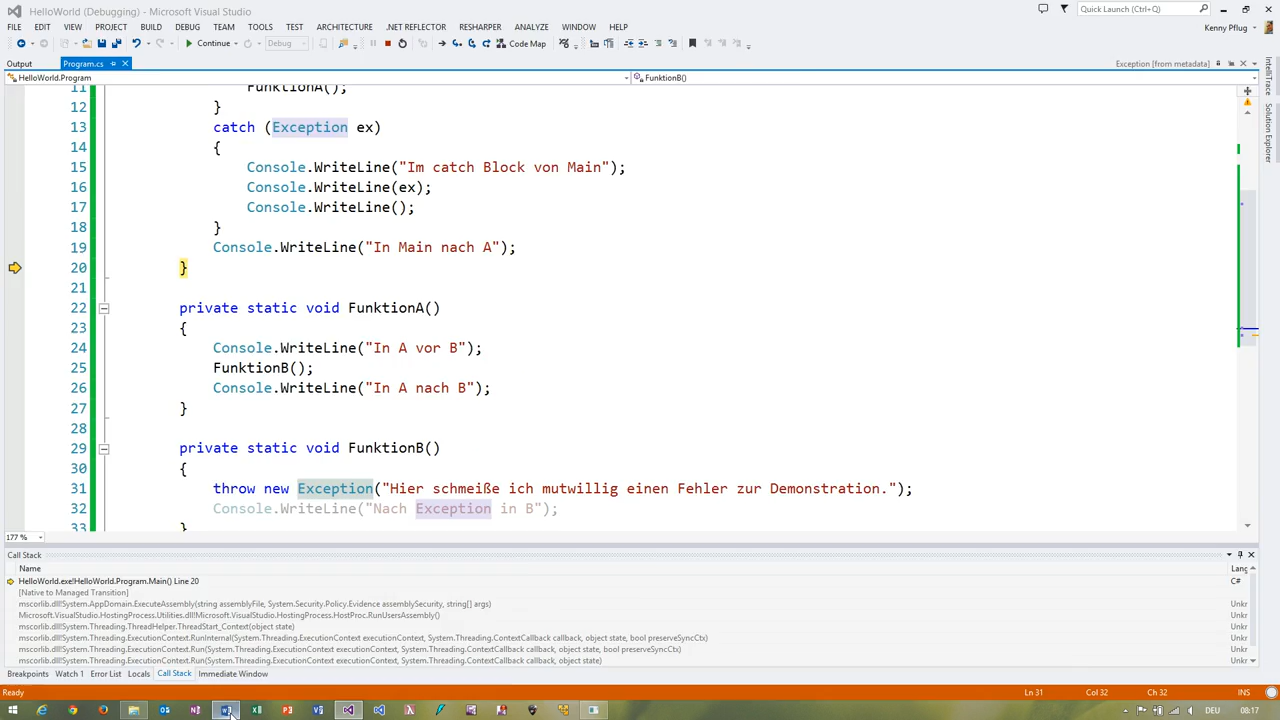 HelloWorld (Debugging) - Microsoft Visual Studio
Quick Launch (Ctrl+Q)
FILE EDIT VIEW PROJECT BUILD DEBUG TEAM TOOLS TEST ARCHITECTURE .NET REFLECTOR RESHARPER ANALYZE WINDOW HELP
Kenny Pflug
Continue Debug Code Map
Output Program.cs Exception [from metadata]
HelloWorld.Program FunktionB()
11 FunktionA();
12 }
13 catch (Exception ex)
14 {
15 Console.WriteLine("Im catch Block von Main");
16 Console.WriteLine(ex);
17 Console.WriteLine();
18 }
19 Console.WriteLine("In Main nach A");
20 }
21
22 private static void FunktionA()
23 {
24 Console.WriteLine("In A vor B");
25 FunktionB();
26 Console.WriteLine("In A nach B");
27 }
28
29 private static void FunktionB()
30 {
31 throw new Exception("Hier schmeiße ich mutwillig einen Fehler zur Demonstration.");
32 Console.WriteLine("Nach Exception in B");
33 }
IntelliTrace
Solution Explorer
177 %
Call Stack
Name Lang
HelloWorld.exe!HelloWorld.Program.Main() Line 20 C#
[Native to Managed Transition]
mscorlib.dll!System.AppDomain.ExecuteAssembly(string assemblyFile, System.Security.Policy.Evidence assemblySecurity, string[] args) Unkr
Microsoft.VisualStudio.HostingProcess.Utilities.dll!Microsoft.VisualStudio.HostingProcess.HostProc.RunUsersAssembly() Unkr
mscorlib.dll!System.Threading.ThreadHelper.ThreadStart_Context(object state) Unkr
mscorlib.dll!System.Threading.ExecutionContext.RunInternal(System.Threading.ExecutionContext executionContext, System.Threading.ContextCallback callback, object state, bool preserveSyncCtx) Unkr
mscorlib.dll!System.Threading.ExecutionContext.Run(System.Threading.ExecutionContext executionContext, System.Threading.ContextCallback callback, object state, bool preserveSyncCtx) Unkr
mscorlib.dll!System.Threading.ExecutionContext.Run(System.Threading.ExecutionContext executionContext, System.Threading.ContextCallback callback, object state) Unkr
Breakpoints Watch 1 Error List Locals Call Stack Immediate Window
Ready Ln 31 Col 32 Ch 32 INS
DEU 08:17